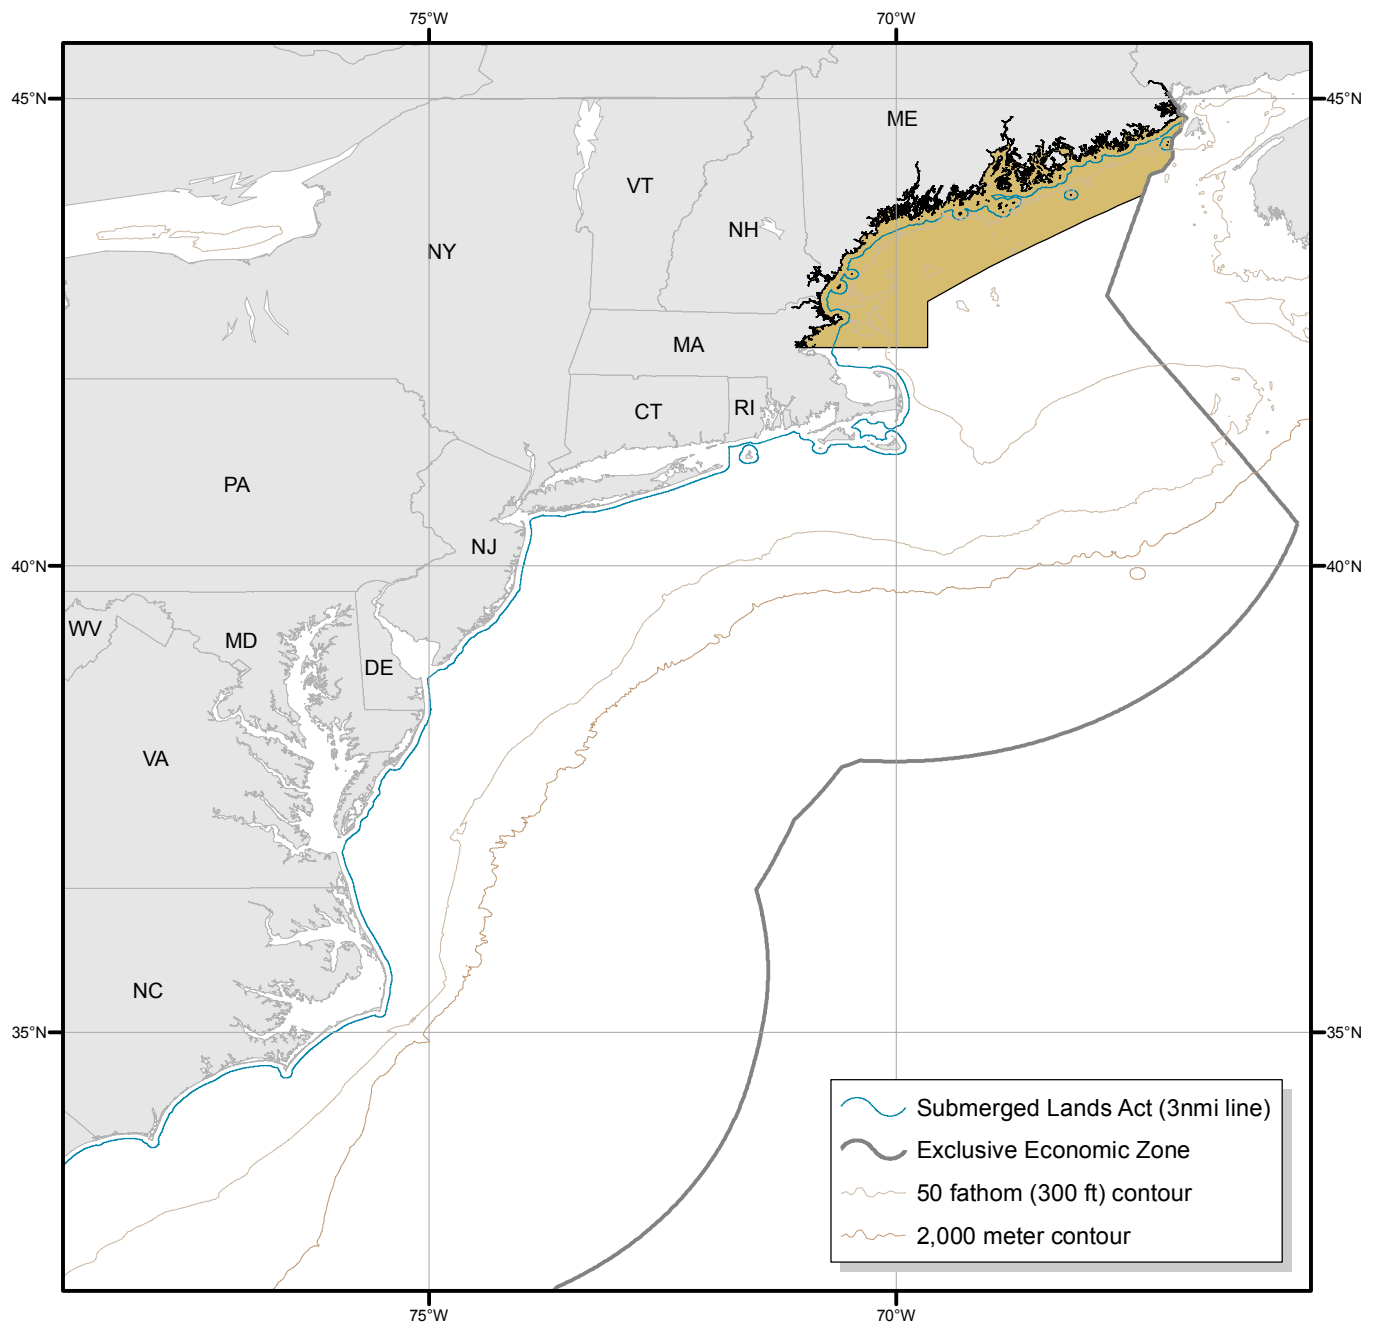 75°W
70°W
45°N
45°N
ME
VT
NH
NY
MA
CT
RI
PA
NJ
40°N
40°N
WV
MD
DE
VA
NC
35°N
35°N
Submerged Lands Act (3nmi line)
Exclusive Economic Zone
50 fathom (300 ft) contour
2,000 meter contour
75°W
70°W